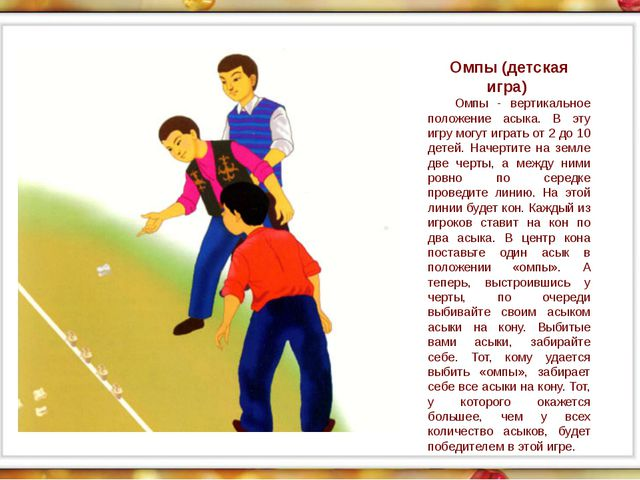 Омпы (детская
игра)
Омпы - вертикальное
положение асыка. В эту
игру могут играть от 2 до 10
детей. Начертите на земле
две черты, а между ними
ровно по середке
проведите линию. На этой
линии будет кон. Каждый из
игроков ставит на кон по
два асыка. В центр кона
поставьте один асык в
положении «омпы». А
теперь, выстроившись у
черты, по очереди
выбивайте своим асыком
асыки на кону. Выбитые
вами асыки, забирайте
себе. Тот, кому удается
выбить «омпы», забирает
себе все асыки на кону. Тот,
у которого окажется
большее, чем у всех
количество асыков, будет
победителем в этой игре.